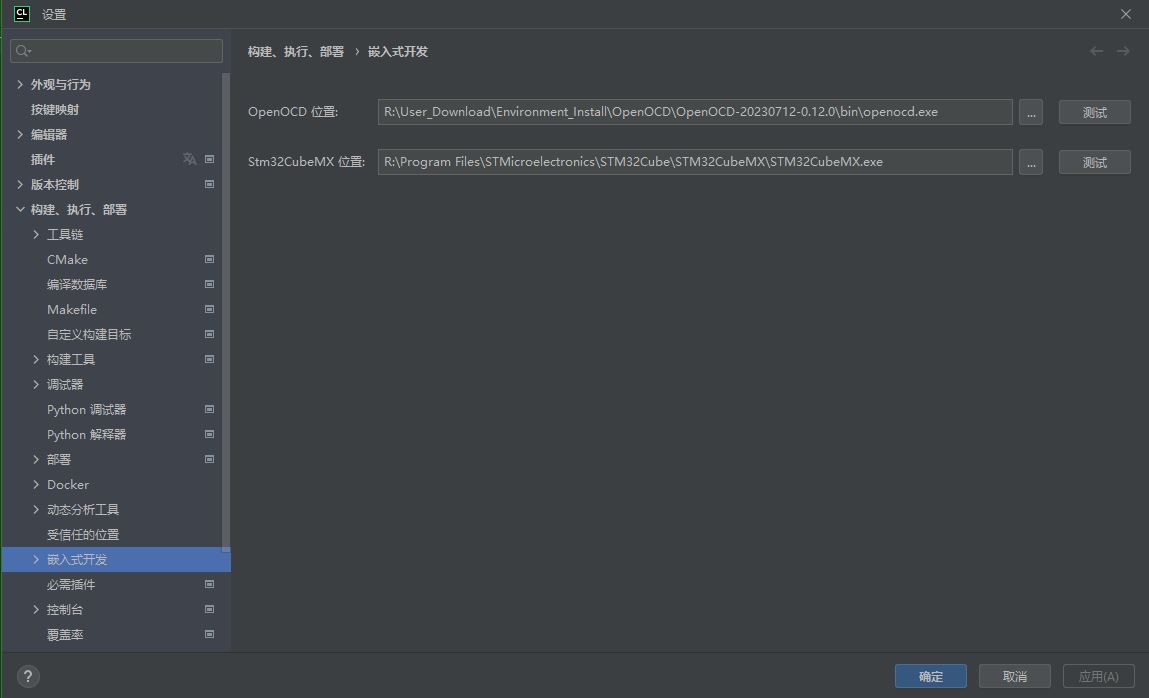 CL 设置
构建、执行、部署 › 嵌入式开发
外观与行为
按键映射
编辑器
插件
版本控制
构建、执行、部署
工具链
CMake
编译数据库
Makefile
自定义构建目标
构建工具
调试器
Python 调试器
Python 解释器
部署
Docker
动态分析工具
受信任的位置
嵌入式开发
必需插件
控制台
覆盖率
OpenOCD 位置: R:\User_Download\Environment_Install\OpenOCD\OpenOCD-20230712-0.12.0\bin\openocd.exe ... 测试
Stm32CubeMX 位置: R:\Program Files\STMicroelectronics\STM32Cube\STM32CubeMX\STM32CubeMX.exe ... 测试
? 确定 取消 应用(A)